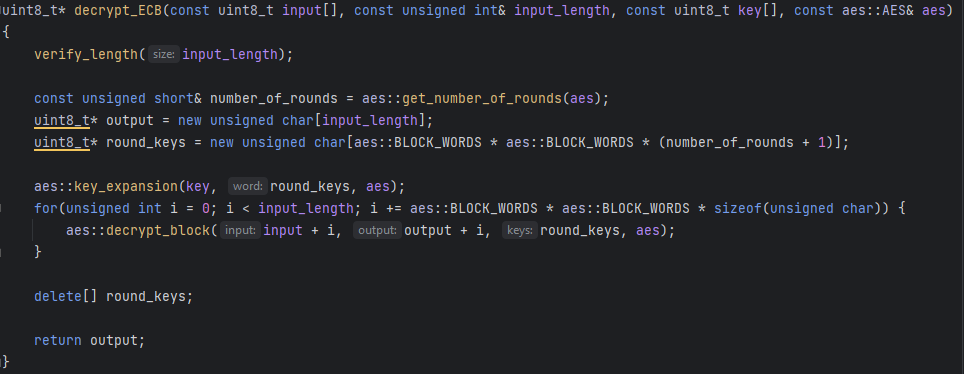 uint8_t* decrypt_ECB(const uint8_t input[], const unsigned int& input_length, const uint8_t key[], const aes::AES& aes)
{
    verify_length( size: input_length);

    const unsigned short& number_of_rounds = aes::get_number_of_rounds(aes);
    uint8_t* output = new unsigned char[input_length];
    uint8_t* round_keys = new unsigned char[aes::BLOCK_WORDS * aes::BLOCK_WORDS * (number_of_rounds + 1)];

    aes::key_expansion(key, word: round_keys, aes);
    for(unsigned int i = 0; i < input_length; i += aes::BLOCK_WORDS * aes::BLOCK_WORDS * sizeof(unsigned char)) {
        aes::decrypt_block( input: input + i, output: output + i, keys: round_keys, aes);
    }

    delete[] round_keys;

    return output;
}